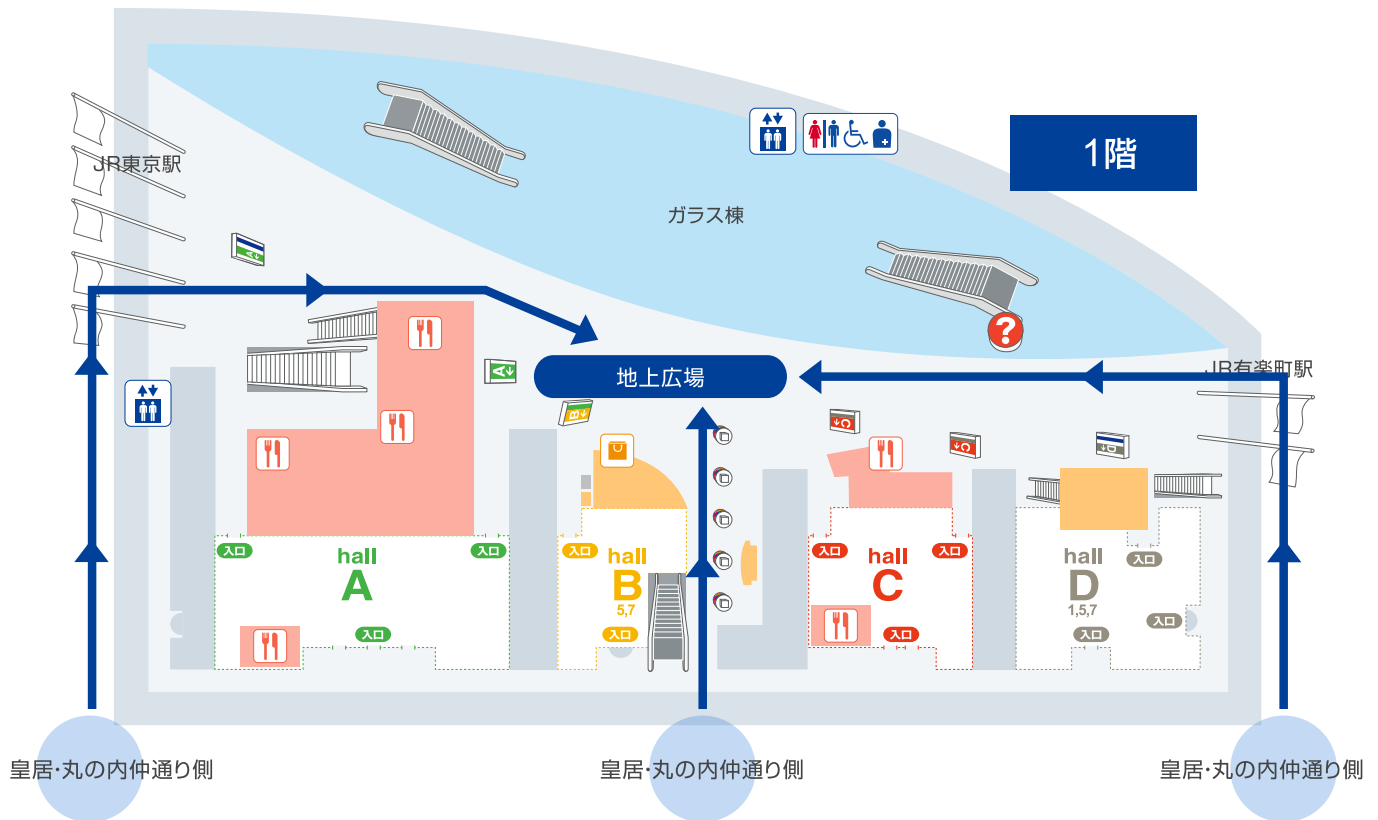 1階
JR東京駅
ガラス棟
A
?
JR有楽町駅
地上広場
A
B
C
C
D
入口
入口
入口
入口
入口
入口
hall
A
hall
B
5,7
hall
C
hall
D
1,5,7
入口
入口
入口
入口
入口
皇居・丸の内仲通り側
皇居・丸の内仲通り側
皇居・丸の内仲通り側